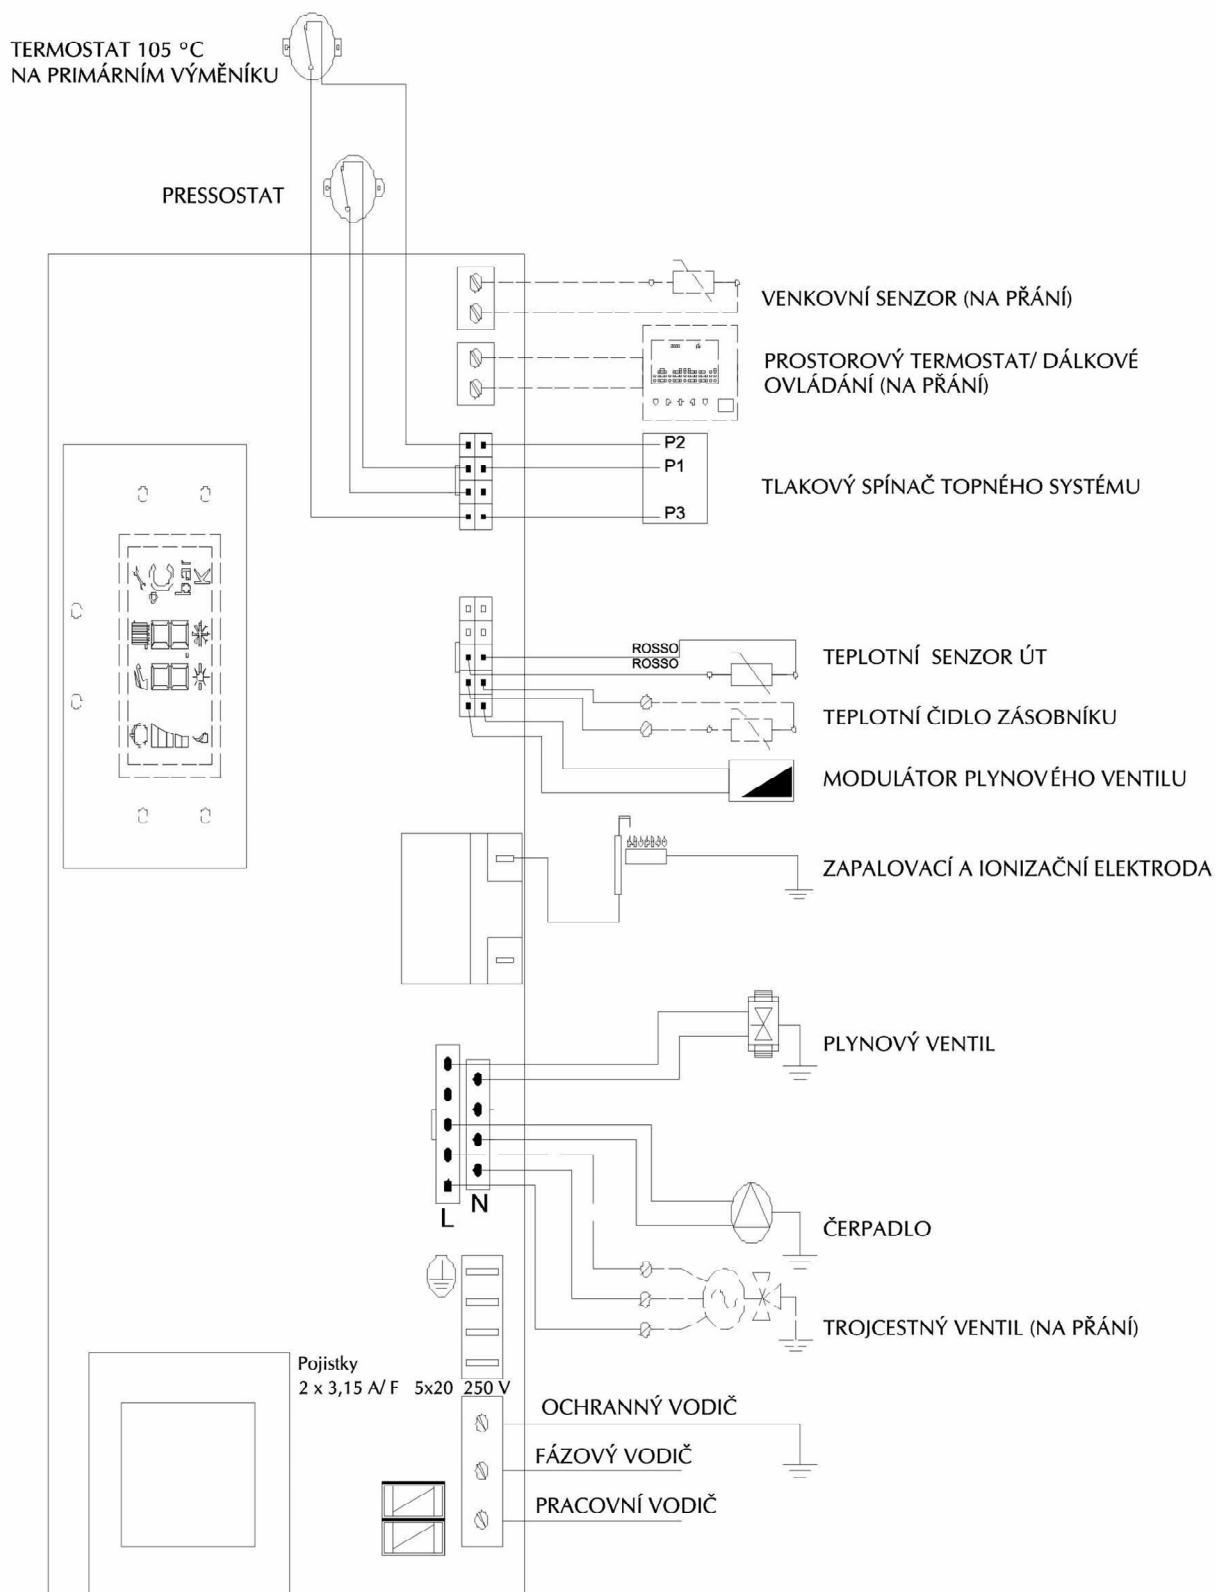 TERMOSTAT 105 °C
NA PRIMÁRNÍM VÝMĚNÍKU
PRESSOSTAT
VENKOVNÍ SENZOR (NA PŘÁNÍ)
PROSTOROVÝ TERMOSTAT/ DÁLKOVÉ
OVLÁDÁNÍ (NA PŘÁNÍ)
P2
P1
TLAKOVÝ SPÍNAČ TOPNÉHO SYSTÉMU
P3
°C
bar
K
ROSSO
ROSSO
TEPLOTNÍ SENZOR ÚT
TEPLOTNÍ ČIDLO ZÁSOBNÍKU
MODULÁTOR PLYNOVÉHO VENTILU
ZAPALOVACÍ A IONIZAČNÍ ELEKTRODA
PLYNOVÝ VENTIL
L
N
ČERPADLO
TROJCESTNÝ VENTIL (NA PŘÁNÍ)
Pojistky
2 x 3,15 A/ F 5x20 250 V
OCHRANNÝ VODIČ
FÁZOVÝ VODIČ
PRACOVNÍ VODIČ